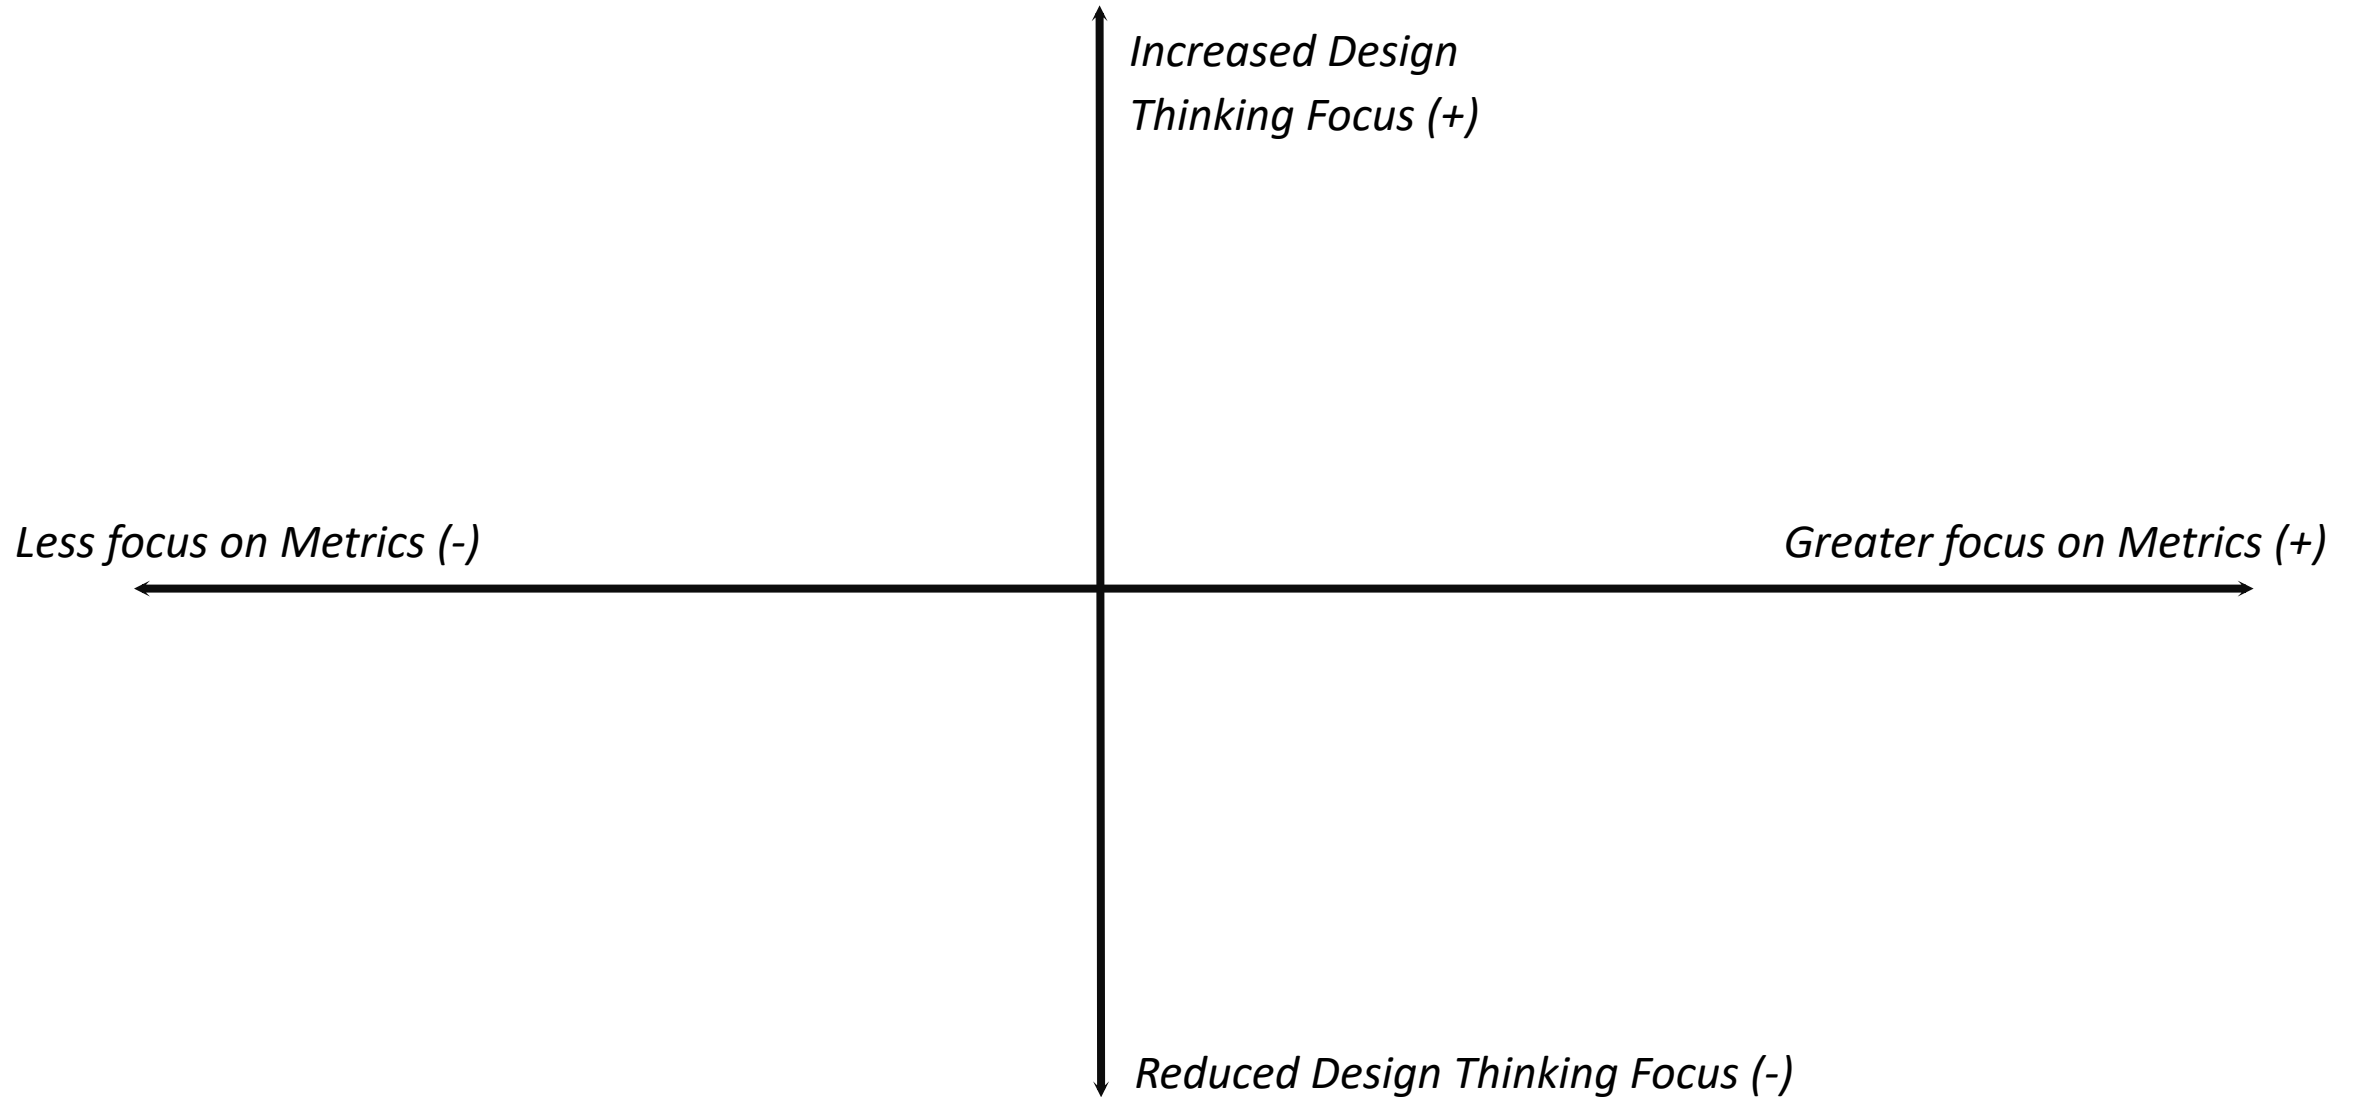 Increased Design
Thinking Focus (+)
Less focus on Metrics (-)
Greater focus on Metrics (+)
Reduced Design Thinking Focus (-)